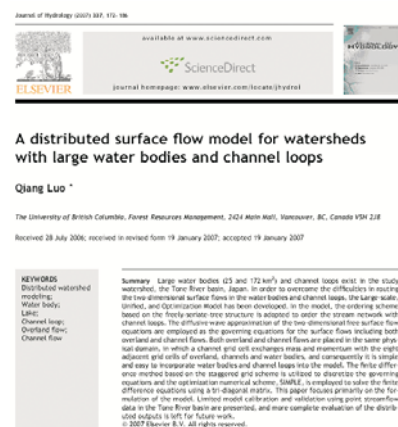 Journal of Hydrology (2007) 337, 172–186
available at www.sciencedirect.com
ScienceDirect
journal homepage: www.elsevier.com/locate/jhydrol
ELSEVIER
A distributed surface flow model for watersheds
with large water bodies and channel loops
Qiang Luo *
The University of British Columbia, Forest Resources Management, 2424 Main Mall, Vancouver, BC, Canada V5H 2J8
Received 28 July 2006; received in revised form 19 January 2007; accepted 19 January 2007
KEYWORDS
Distributed watershed
modeling;
Water body;
Lake;
Channel loop;
Overland flow;
Channel flow
Summary Large water bodies (25 and 172 km²) and channel loops exist in the study
watershed, the Tone River basin, Japan. In order to overcome the difficulties in routing
the two-dimensional surface flows in the water bodies and channel loops, the Large-scale,
Unified, and Optimization Model has been developed. In the model, the ordering scheme
based on the freely-seriate-tree structure is adopted to order the stream network with
channel loops. The diffusive wave approximation of the two-dimensional free surface flow
equations are employed as the governing equations for the surface flows including both
overland and channel flows. Both overland and channel flows are placed in the same phys-
ical domain, in which a channel grid cell exchanges mass and momentum with the eight
adjacent grid cells of overland, channels and water bodies, and consequently it is simple
and easy to incorporate water bodies and channel loops into the model. The finite differ-
ence method based on the staggered grid scheme is utilized to discretize the governing
equations and the optimization numerical scheme, SIMPLE, is employed to solve the finite
difference equations using a tri-diagonal matrix. This paper focuses primarily on the for-
mulation of the model. Limited model calibration and validation using point streamflow
data in the Tone River basin are presented, and more complete evaluation of the distrib-
uted outputs is left for future work.
© 2007 Elsevier B.V. All rights reserved.